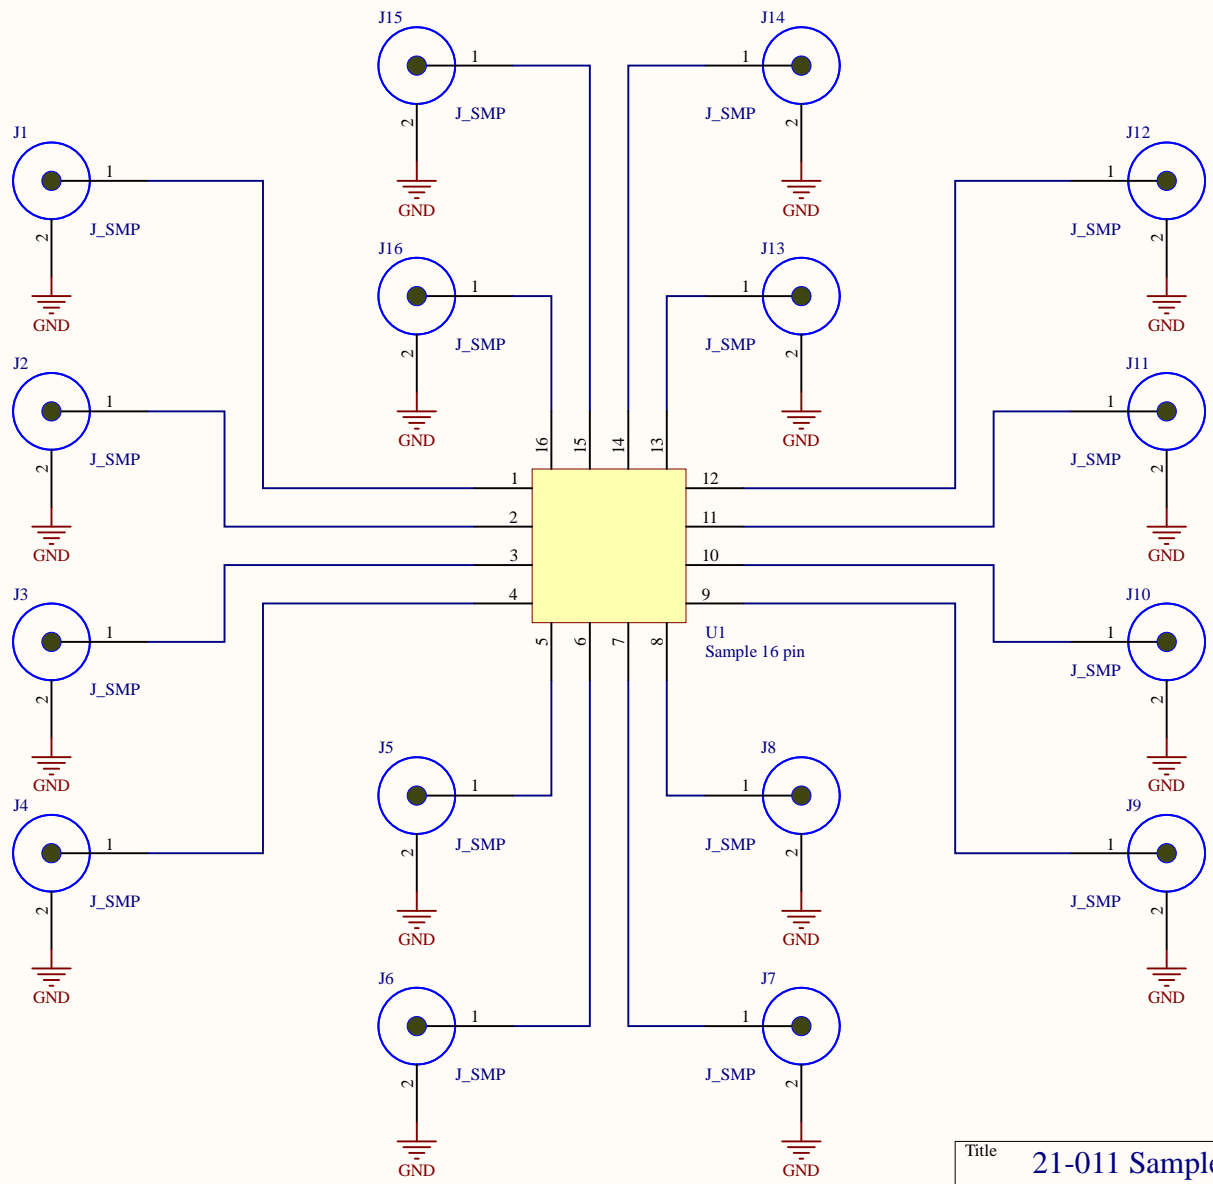 J15
1
J_SMP
2
GND
J14
1
J_SMP
2
GND
J1
1
J_SMP
2
GND
J12
1
J_SMP
2
GND
J16
1
J_SMP
2
GND
J13
1
J_SMP
2
GND
J2
1
J_SMP
2
GND
J11
1
J_SMP
2
GND
16
15
14
13
1
2
3
4
12
11
10
9
5
6
7
8
U1
Sample 16 pin
J3
1
J_SMP
2
GND
J10
1
J_SMP
2
GND
J5
1
J_SMP
2
GND
J8
1
J_SMP
2
GND
J4
1
J_SMP
2
GND
J9
1
J_SMP
2
GND
J6
1
J_SMP
2
GND
J7
1
J_SMP
2
GND
Title
21-011 Sample